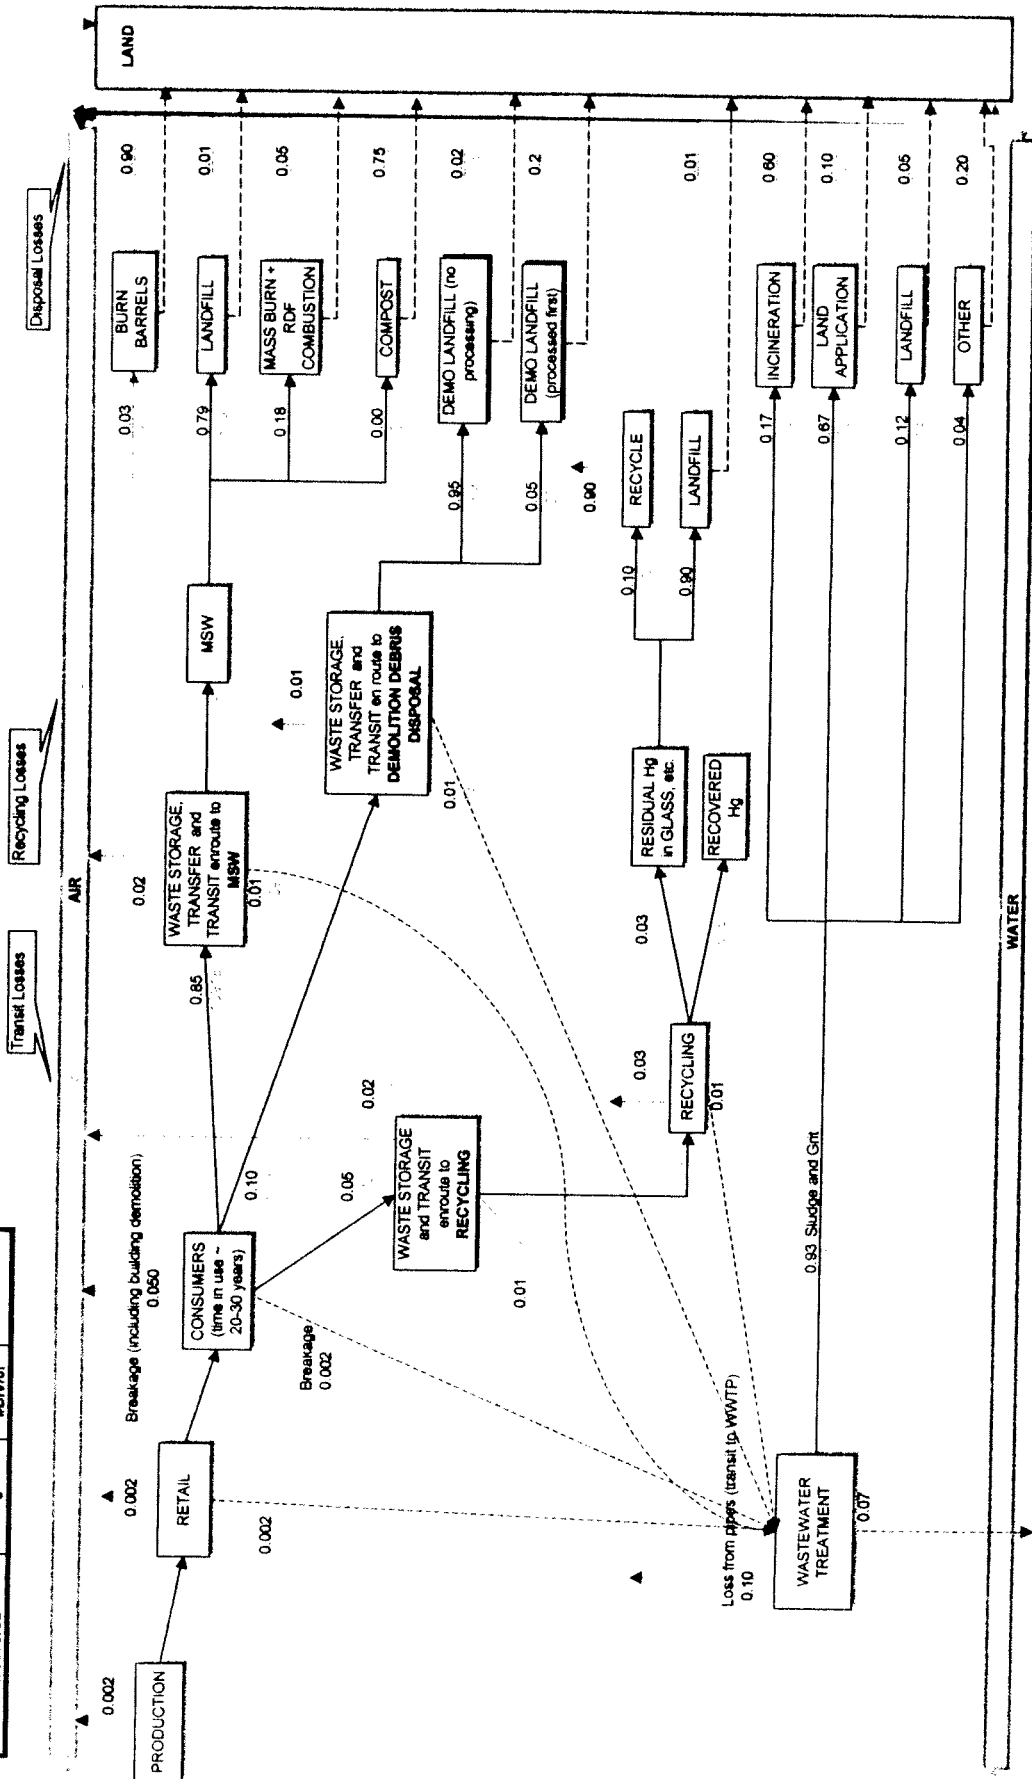 Transit Losses
Recycling Losses
Disposal Losses
AIR
0.002
0.002
Breakage (including building demolition)
0.050
0.02
0.90
PRODUCTION
RETAIL
CONSUMERS
(time in use ~
20-30 years)
0.85
WASTE STORAGE,
TRANSFER and
TRANSIT enroute to
MSW
0.01
MSW
0.03
BURN
BARRELS
0.79
LANDFILL
0.01
0.18
MASS BURN +
RDF
COMBUSTION
0.05
0.00
COMPOST
0.75
0.002
Breakage
0.002
0.10
0.05
0.02
WASTE STORAGE,
TRANSFER and
TRANSIT en route to
DEMOLITION DEBRIS
DISPOSAL
0.01
0.01
0.95
DEMO LANDFILL (no
processing)
0.02
0.05
DEMO LANDFILL
(processed first)
0.2
0.90
WASTE STORAGE
and TRANSIT
enroute to
RECYCLING
0.01
0.03
RECYCLING
0.01
0.03
RESIDUAL Hg
in GLASS, etc.
RECOVERED
Hg
0.10
RECYCLE
0.90
LANDFILL
0.01
Loss from pipes (transit to WWTP)
0.10
WASTEWATER
TREATMENT
0.07
0.93 Sludge and Grit
0.17
INCINERATION
0.60
0.67
LAND
APPLICATION
0.10
0.12
LANDFILL
0.05
0.04
OTHER
0.20
WATER
LAND